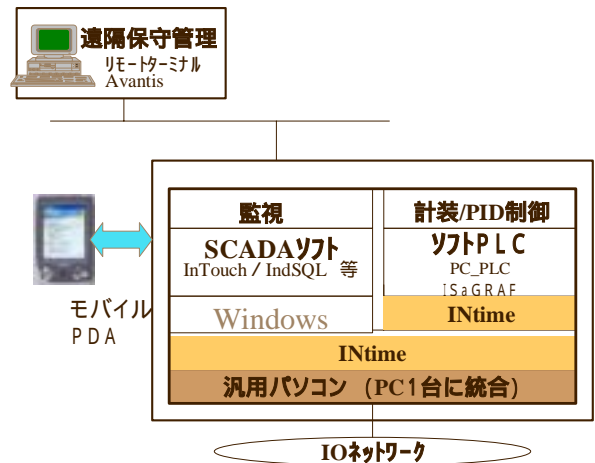 遠隔保守管理
リモートターミナル
Avantis
監視
計装/PID制御
SCADAソフト
InTouch / IndSQL 等
ソフトPLC
PC_PLC
ISaGRAF
モバイル
PDA
Windows
INtime
INtime
汎用パソコン (PC1台に統合)
IOネットワーク